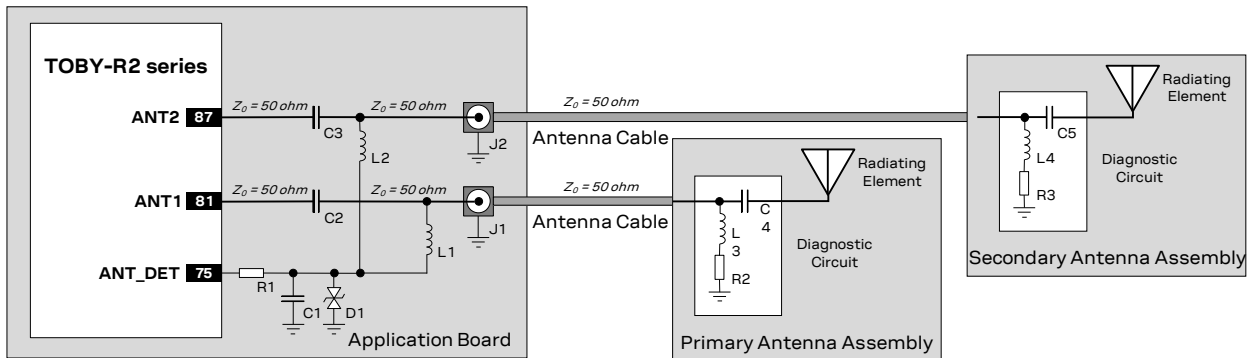 TOBY-R2 series
ANT2 87
Z₀ = 50 ohm
C3
Z₀ = 50 ohm
J2
L2
Z₀ = 50 ohm
Antenna Cable
ANT1 81
Z₀ = 50 ohm
C2
Z₀ = 50 ohm
J1
L1
Z₀ = 50 ohm
Antenna Cable
ANT_DET 75
R1
C1
D1
Application Board
Radiating
Element
C
4
L
3
R2
Diagnostic
Circuit
Primary Antenna Assembly
Radiating
Element
C5
L4
R3
Diagnostic
Circuit
Secondary Antenna Assembly